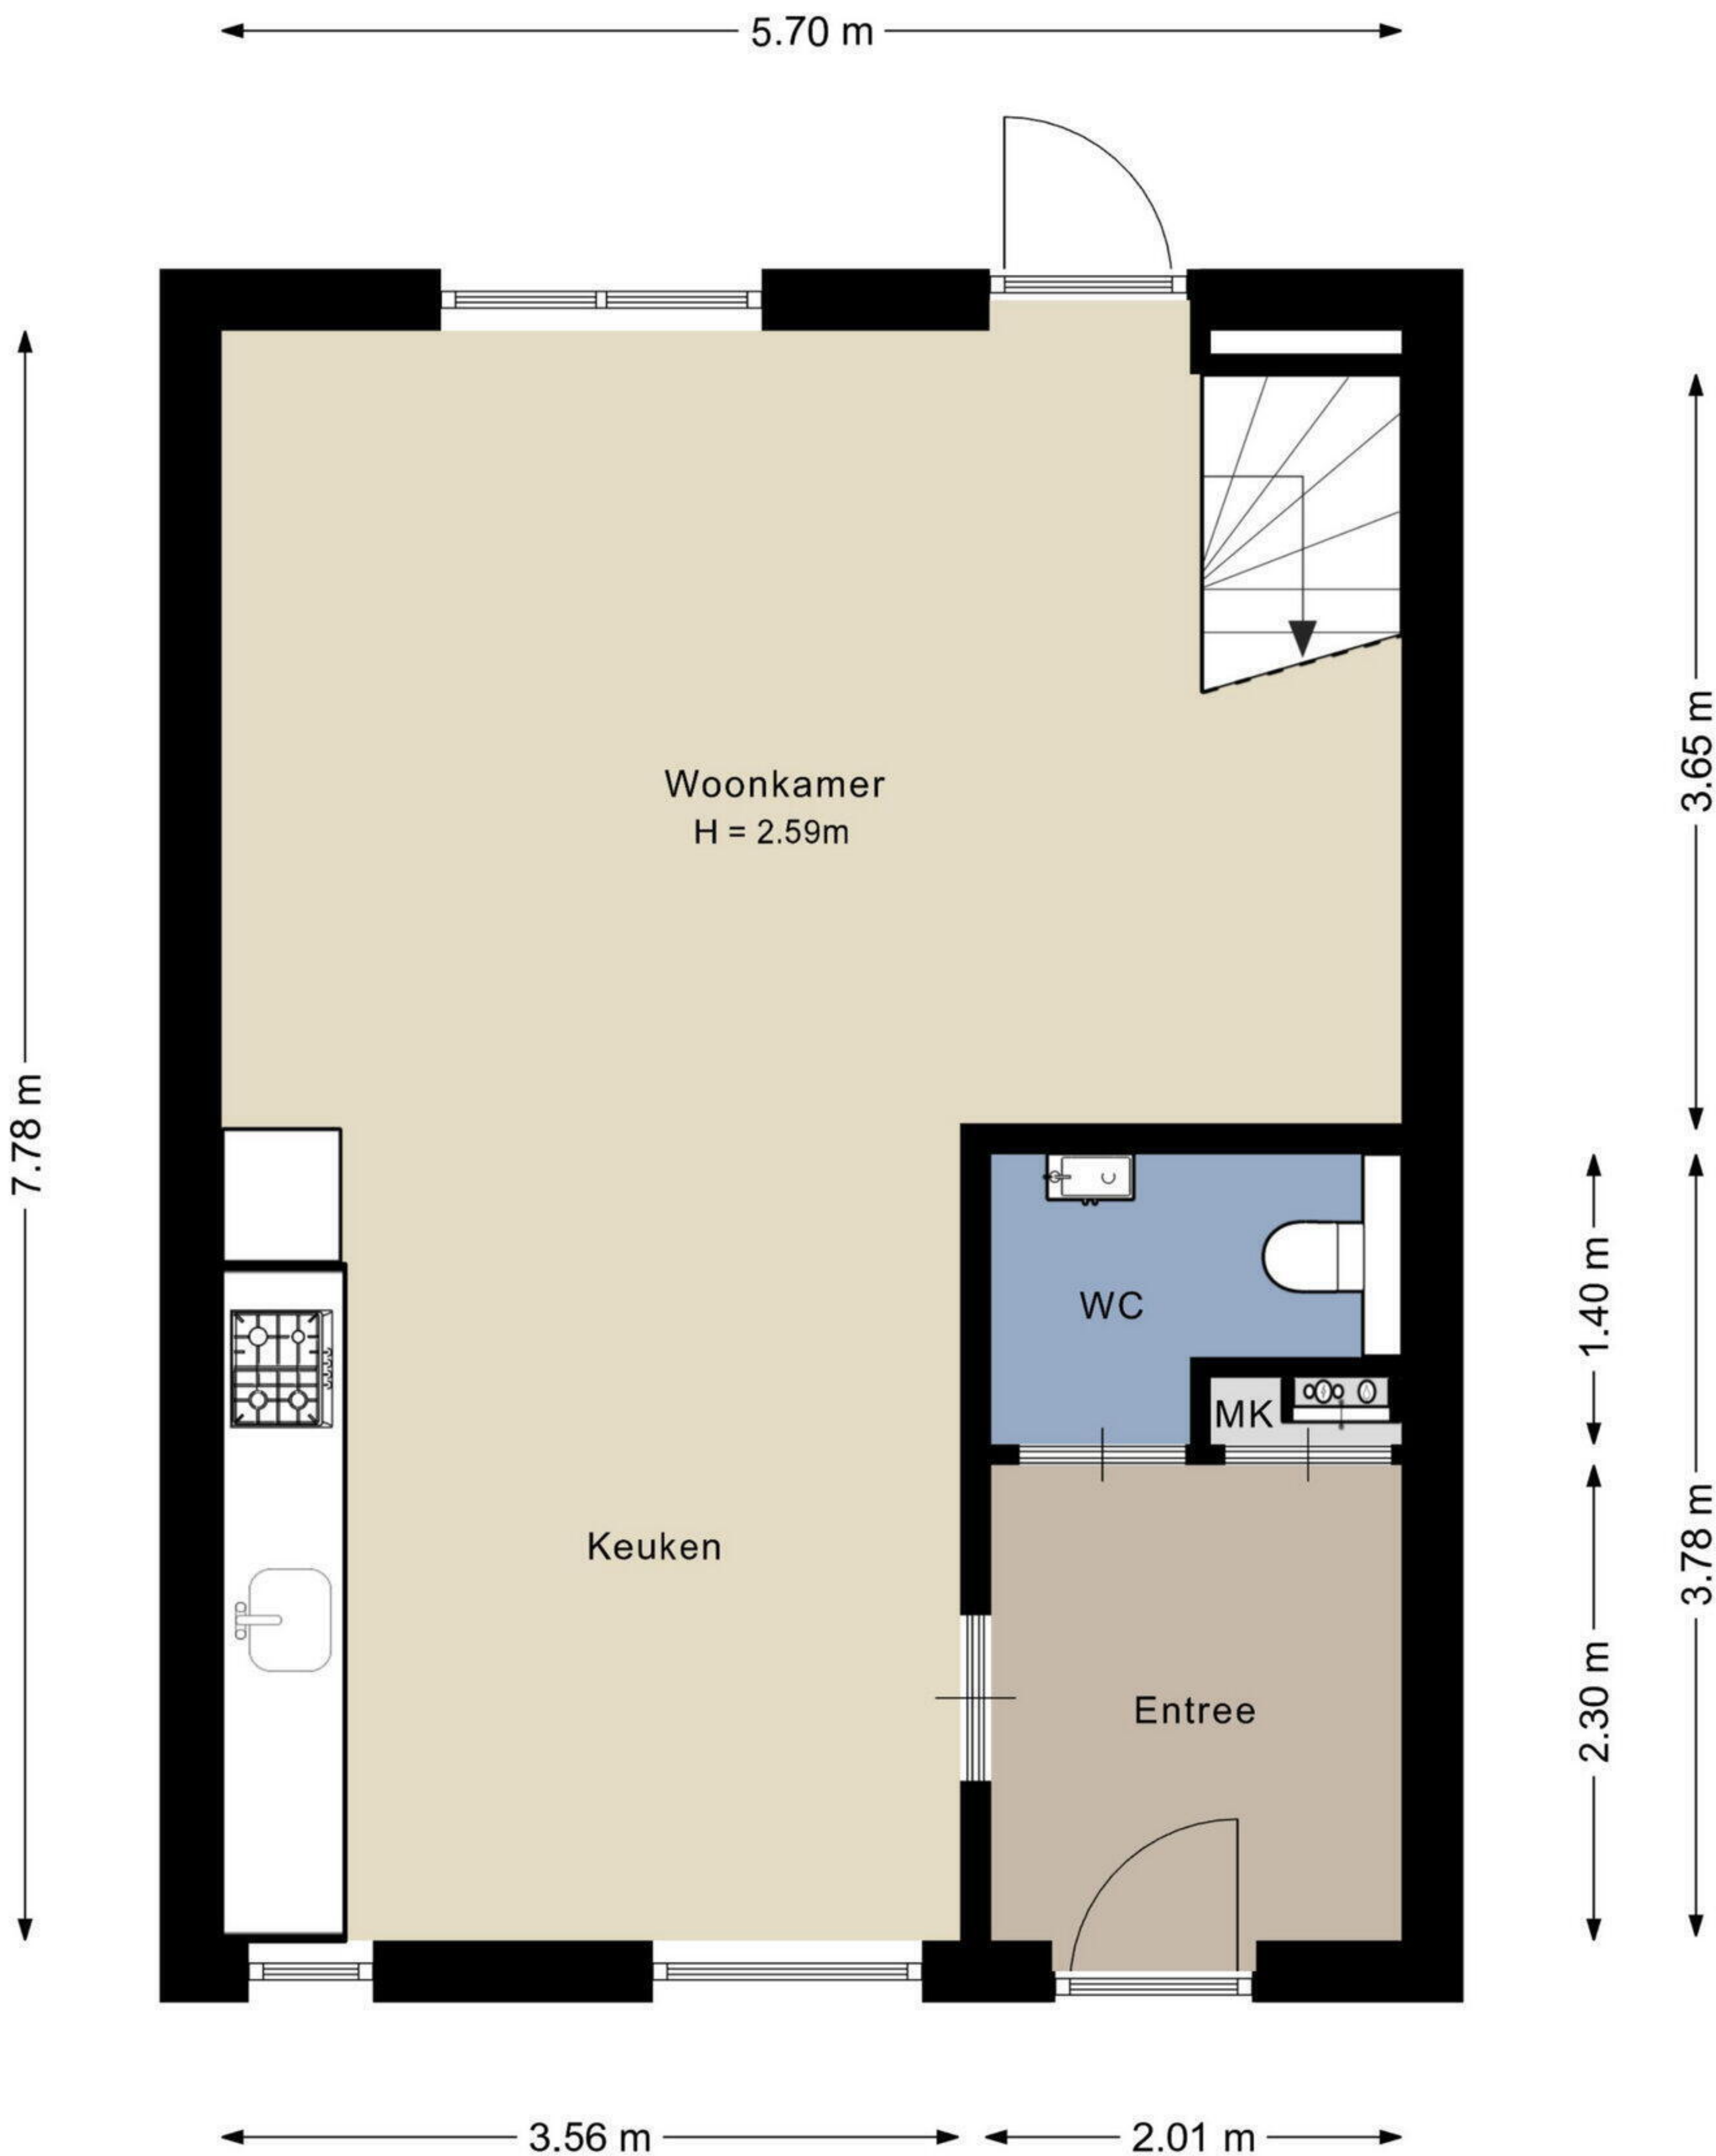 5.70 m
7.78 m
3.65 m
Woonkamer
H = 2.59m
1.40 m
WC
MK
3.78 m
Keuken
2.30 m
Entree
3.56 m
2.01 m